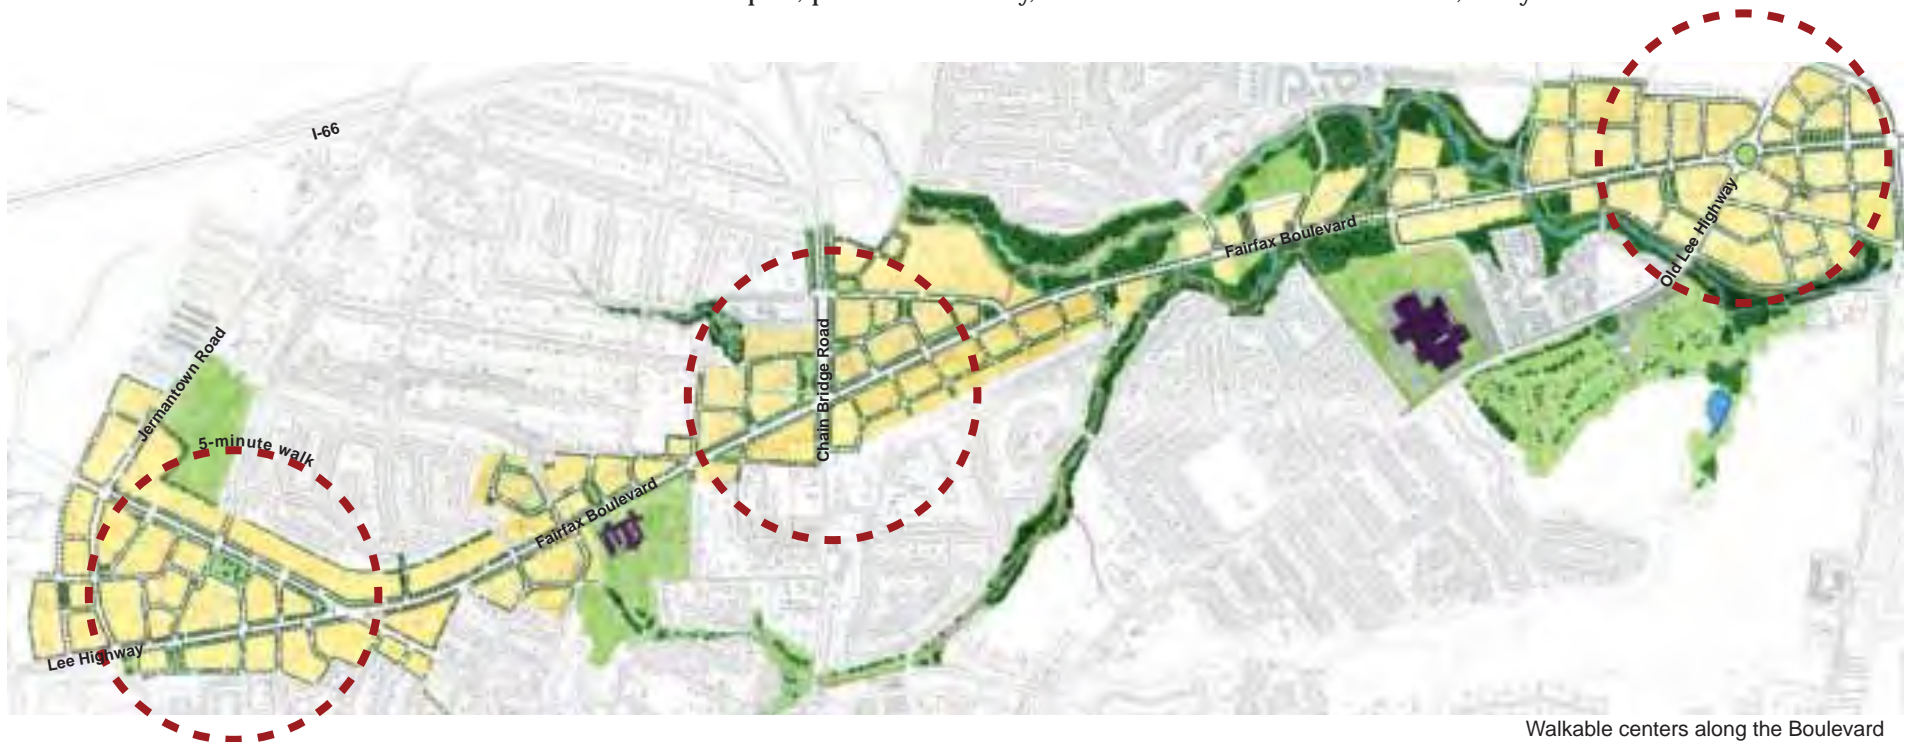 I-66
Jermantown Road
5-minute walk
Lee Highway
Fairfax Boulevard
Chain Bridge Road
Fairfax Boulevard
Old Lee Highway
Walkable centers along the Boulevard